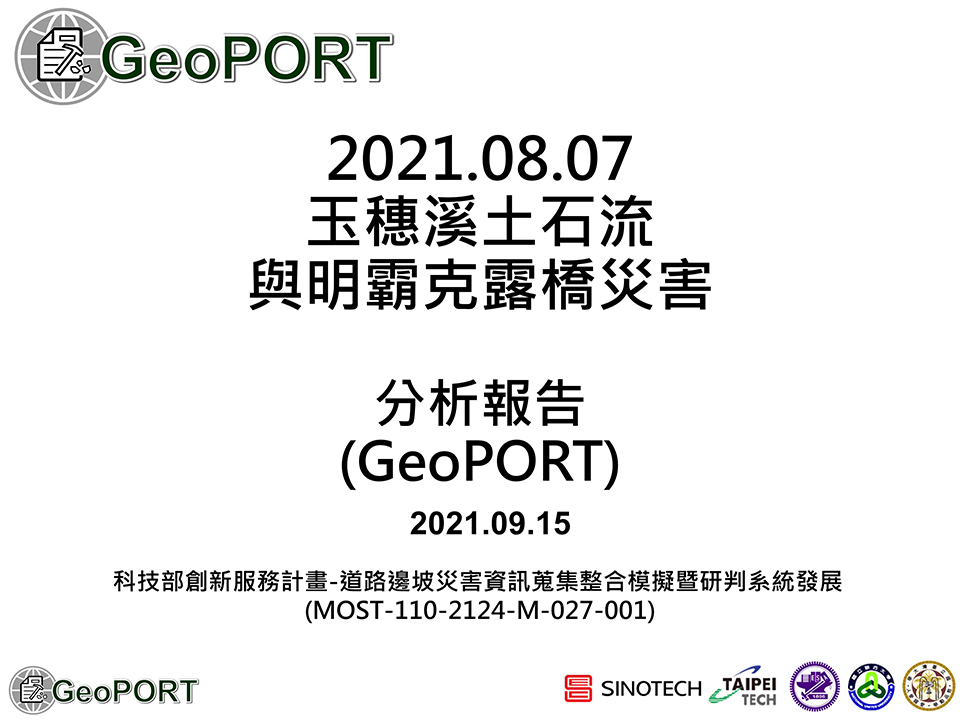 GeoPORT
2021.08.07
玉穗溪土石流
與明霸克露橋災害
分析報告
(GeoPORT)
2021.09.15
科技部創新服務計畫-道路邊坡災害資訊蒐集整合模擬暨研判系統發展
(MOST-110-2124-M-027-001)
GeoPORT
SINOTECH
TAIPEI
TECH